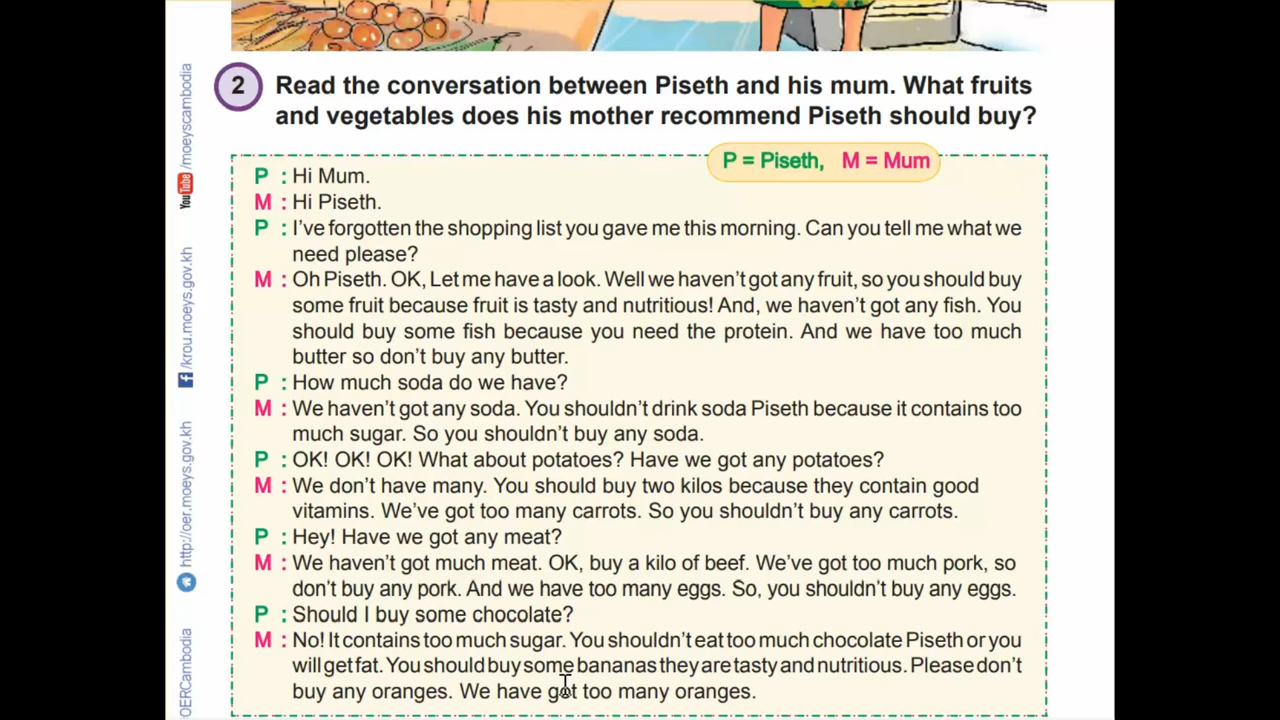 2
Read the conversation between Piseth and his mum. What fruits
and vegetables does his mother recommend Piseth should buy?
P = Piseth, M = Mum
P : Hi Mum.
M : Hi Piseth.
P : I've forgotten the shopping list you gave me this morning. Can you tell me what we
need please?
M : Oh Piseth. OK, Let me have a look. Well we haven't got any fruit, so you should buy
some fruit because fruit is tasty and nutritious! And, we haven't got any fish. You
should buy some fish because you need the protein. And we have too much
butter so don't buy any butter.
P : How much soda do we have?
M : We haven't got any soda. You shouldn't drink soda Piseth because it contains too
much sugar. So you shouldn't buy any soda.
P : OK! OK! OK! What about potatoes? Have we got any potatoes?
M : We don't have many. You should buy two kilos because they contain good
vitamins. We've got too many carrots. So you shouldn't buy any carrots.
P : Hey! Have we got any meat?
M : We haven't got much meat. OK, buy a kilo of beef. We've got too much pork, so
don't buy any pork. And we have too many eggs. So, you shouldn't buy any eggs.
P : Should I buy some chocolate?
M : No! It contains too much sugar. You shouldn't eat too much chocolate Piseth or you
will get fat. You should buy some bananas they are tasty and nutritious. Please don't
buy any oranges. We have got too many oranges.
YouTube /moeyscambodia
f /krou.moeys.gov.kh
http://oer.moeys.gov.kh
OERCambodia